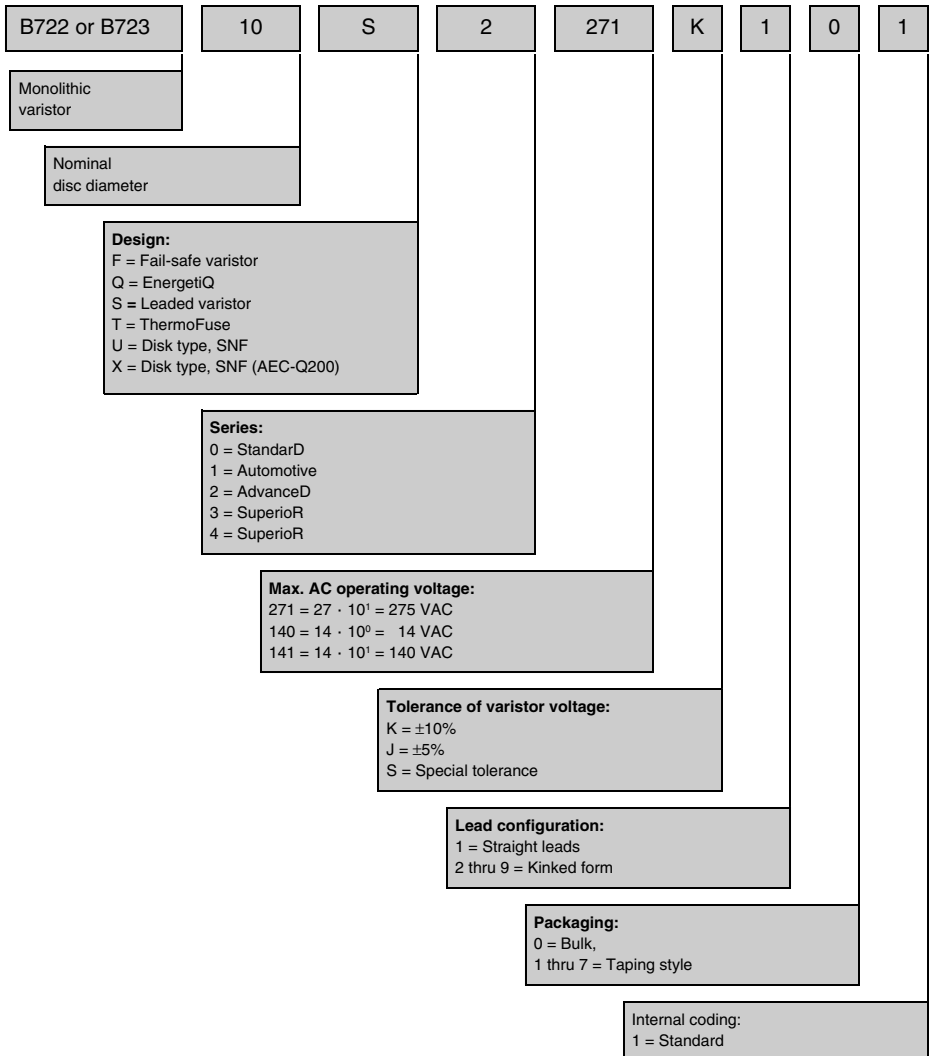 B722 or B723 10 S 2 271 K 1 0 1
Monolithic
varistor
Nominal
disc diameter
Design:
F = Fail-safe varistor
Q = EnergetiQ
S = Leaded varistor
T = ThermoFuse
U = Disk type, SNF
X = Disk type, SNF (AEC-Q200)
Series:
0 = StandarD
1 = Automotive
2 = AdvanceD
3 = SuperioR
4 = SuperioR
Max. AC operating voltage:
271 = 27 · 10¹ = 275 VAC
140 = 14 · 10⁰ = 14 VAC
141 = 14 · 10¹ = 140 VAC
Tolerance of varistor voltage:
K = ±10%
J = ±5%
S = Special tolerance
Lead configuration:
1 = Straight leads
2 thru 9 = Kinked form
Packaging:
0 = Bulk,
1 thru 7 = Taping style
Internal coding:
1 = Standard